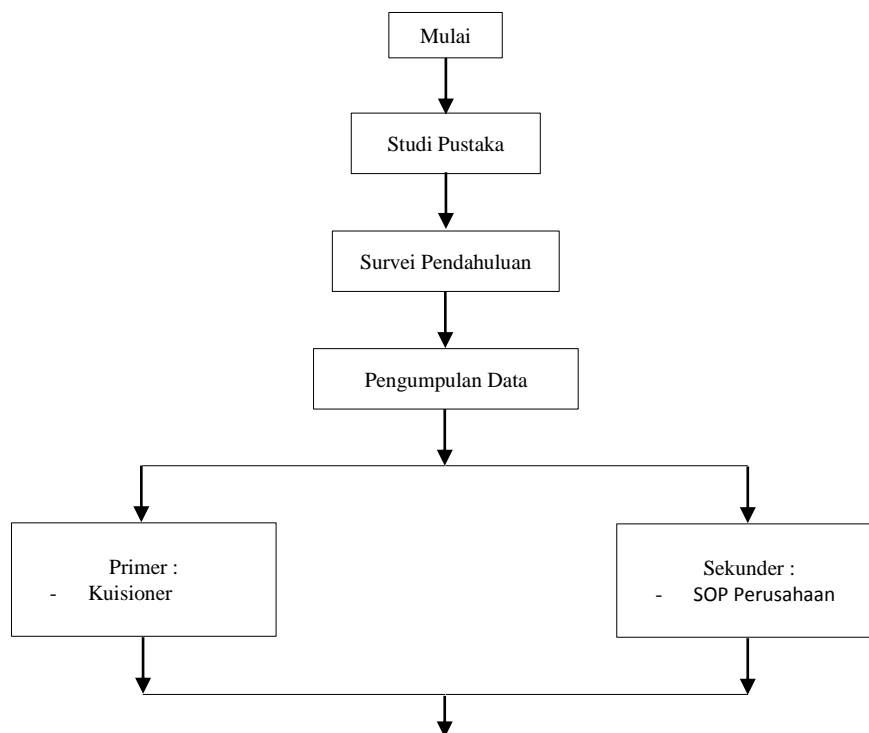 Mulai
Studi Pustaka
Survei Pendahuluan
Pengumpulan Data
Primer :
- Kuisioner
Sekunder :
- SOP Perusahaan